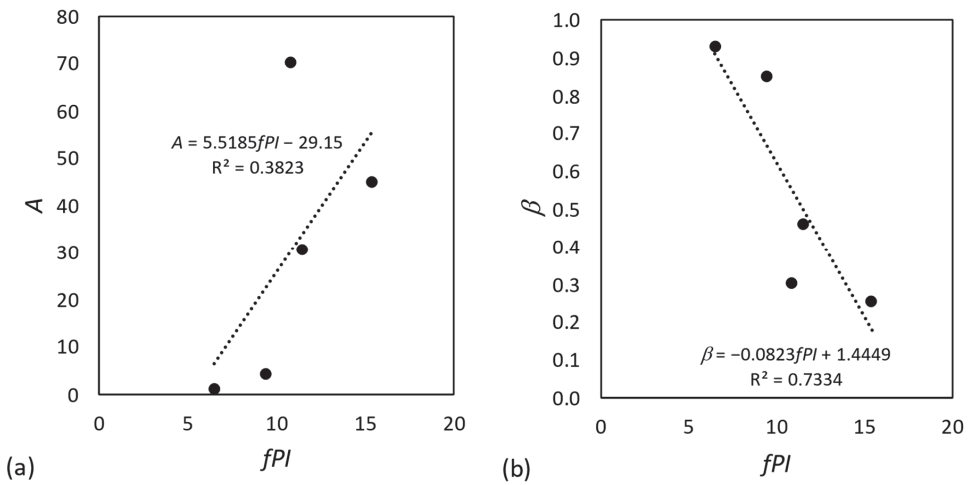 80
70
60
50
40
30
20
10
0
A
A = 5.5185fPI − 29.15
R² = 0.3823
0 5 10 15 20
fPI
(a)
1.0
0.9
0.8
0.7
0.6
0.5
0.4
0.3
0.2
0.1
0.0
β
β = −0.0823fPI + 1.4449
R² = 0.7334
0 5 10 15 20
fPI
(b)